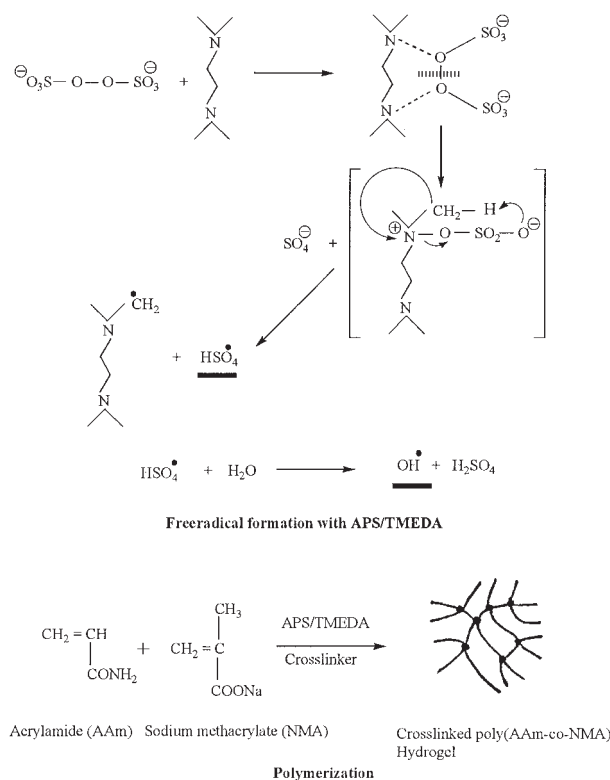 ⊖O₃S — O — O — SO₃⊖ + N N ⟶ N N O O SO₃⊖ SO₃⊖
SO₄⊖ + CH₂ — H
⊕N — O — SO₂ — O⊖
N
•CH₂
N
N
+ HSO₄•
HSO₄• + H₂O ⟶ OH• + H₂SO₄
Freeradical formation with APS/TMEDA
CH₃
CH₂ = CH + CH₂ = C APS/TMEDA
Crosslinker
CONH₂ COONa
Acrylamide (AAm) Sodium methacrylate (NMA) Crosslinked poly(AAm-co-NMA)
Hydrogel
Polymerization